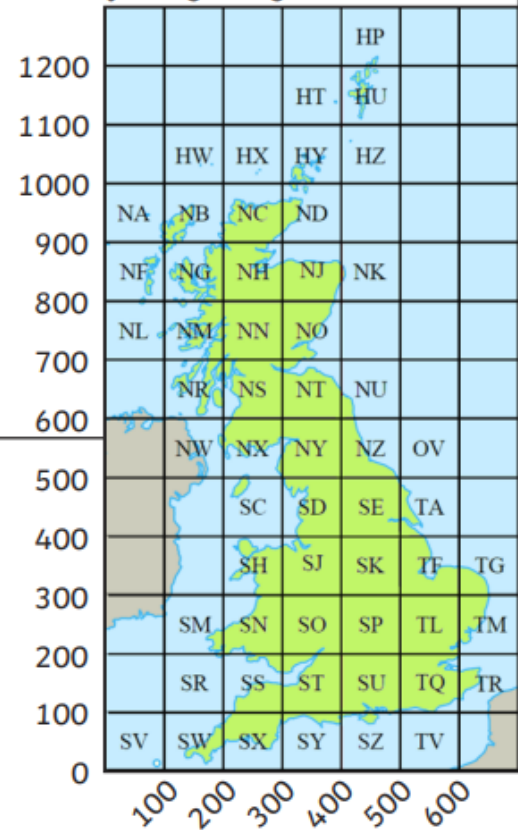 HP
1200
HT HU
1100
HW HX HY HZ
1000
NA NB NC ND
900
NF NG NH NJ NK
800
NL NM NN NO
700
NR NS NT NU
600
NW NX NY NZ OV
500
SC SD SE TA
400
SH SJ SK TF TG
300
SM SN SO SP TL TM
200
SR SS ST SU TQ TR
100
SV SW SX SY SZ TV
0
100 200 300 400 500 600